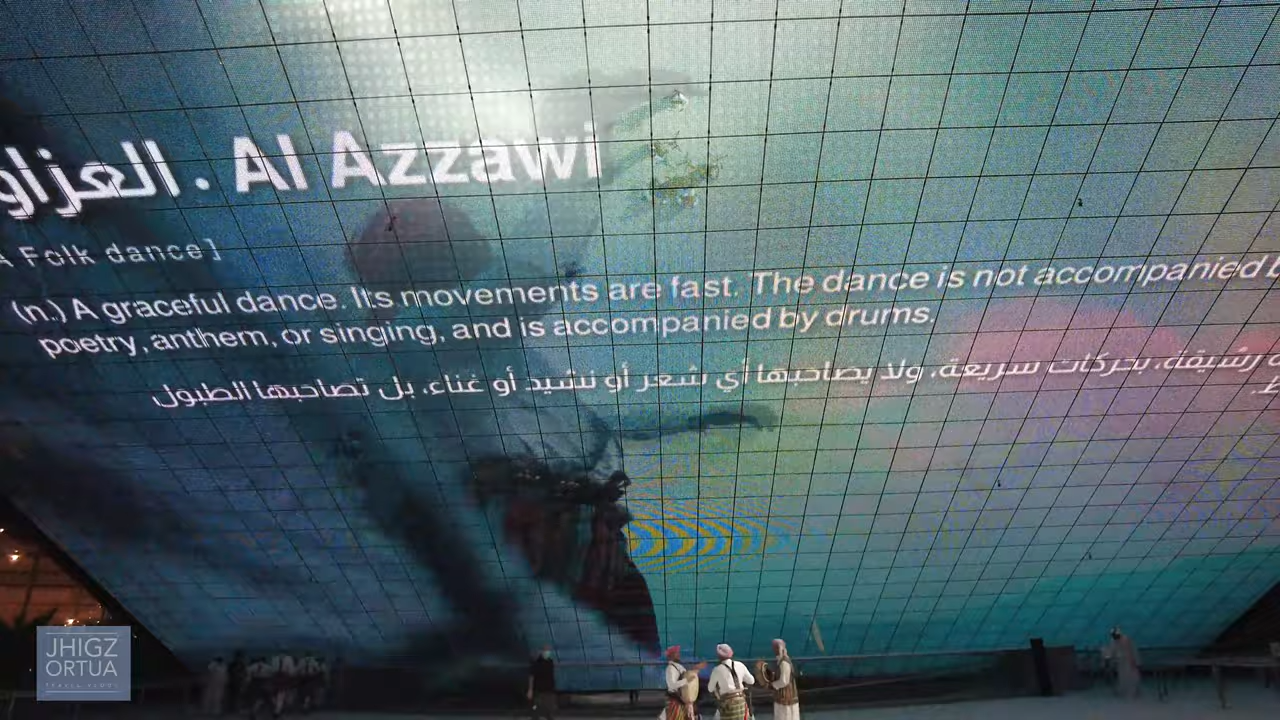 العزاو . Al Azzawi
A Folk dance]
(n.) A graceful dance. Its movements are fast. The dance is not accompanied b
poetry, anthem, or singing, and is accompanied by drums.
رشيقة، بحركات سريعة، ولا يصاحبها أي شعر أو نشيد أو غناء، بل تصاحبها الطبول
JHIGZ
ORTUA